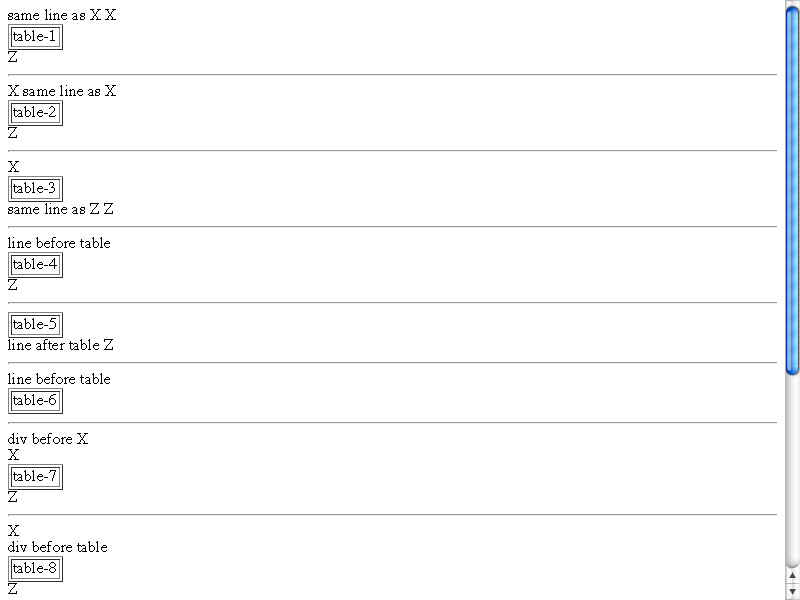 same line as X X
table-1
Z
X same line as X
table-2
Z
X
table-3
same line as Z Z
line before table
table-4
Z
table-5
line after table Z
line before table
table-6
div before X
X
table-7
Z
X
div before table
table-8
Z